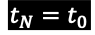 t_N = t_0